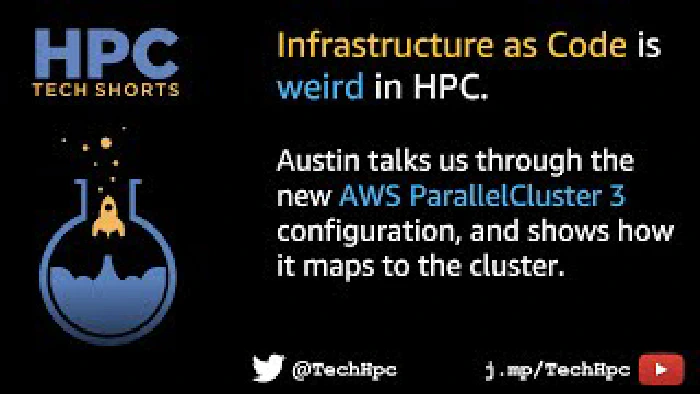 HPC
TECH SHORTS
Infrastructure as Code is
weird in HPC.
Austin talks us through the
new AWS ParallelCluster 3
configuration, and shows how
it maps to the cluster.
@TechHpc
j.mp/TechHpc